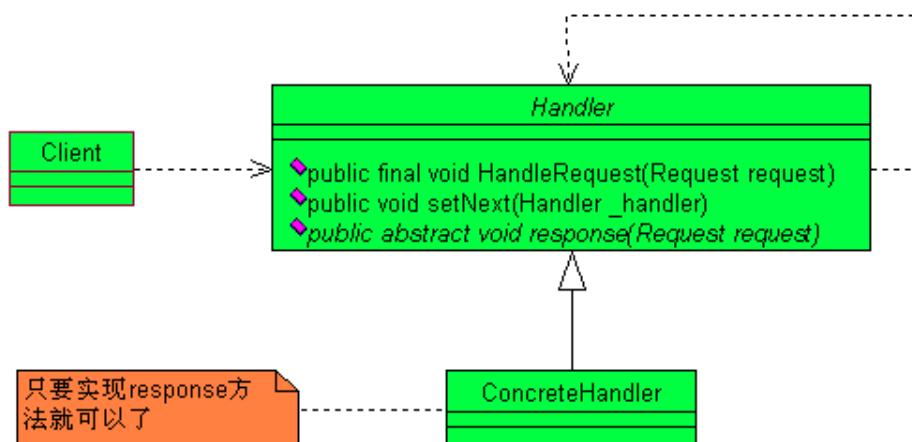 Handler
Client
public final void HandleRequest(Request request)
public void setNext(Handler _handler)
public abstract void response(Request request)
只要实现response方
法就可以了
ConcreteHandler